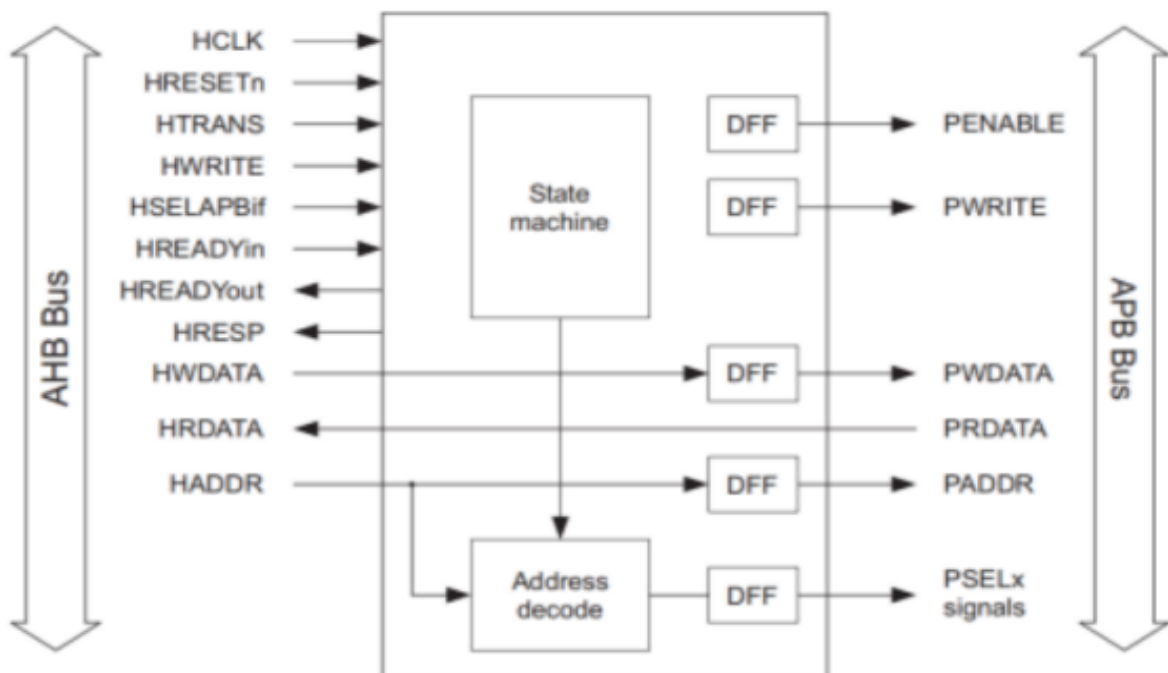 AHB Bus
HCLK
HRESETn
HTRANS
HWRITE
HSELAPBif
HREADYin
HREADYout
HRESP
HWDATA
HRDATA
HADDR
State
machine
Address
decode
DFF
DFF
DFF
DFF
DFF
PENABLE
PWRITE
PWDATA
PRDATA
PADDR
PSELx
signals
APB Bus